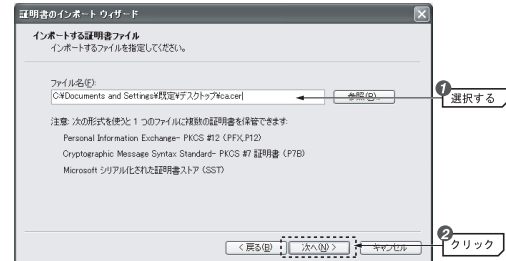 証明書のインポート ウィザード
インポートする証明書ファイル
インポートするファイルを指定してください。
ファイル名(F):
C:¥Documents and Settings¥既定¥デスクトップ¥ca.cer
参照(R)...
❶
選択する
注意: 次の形式を使うと 1 つのファイルに複数の証明書を保管できます:
Personal Information Exchange- PKCS #12 (PFX,P12)
Cryptographic Message Syntax Standard- PKCS #7 証明書 (P7B)
Microsoft シリアル化された証明書ストア (SST)
< 戻る(B)
次へ(N) >
キャンセル
❷
クリック